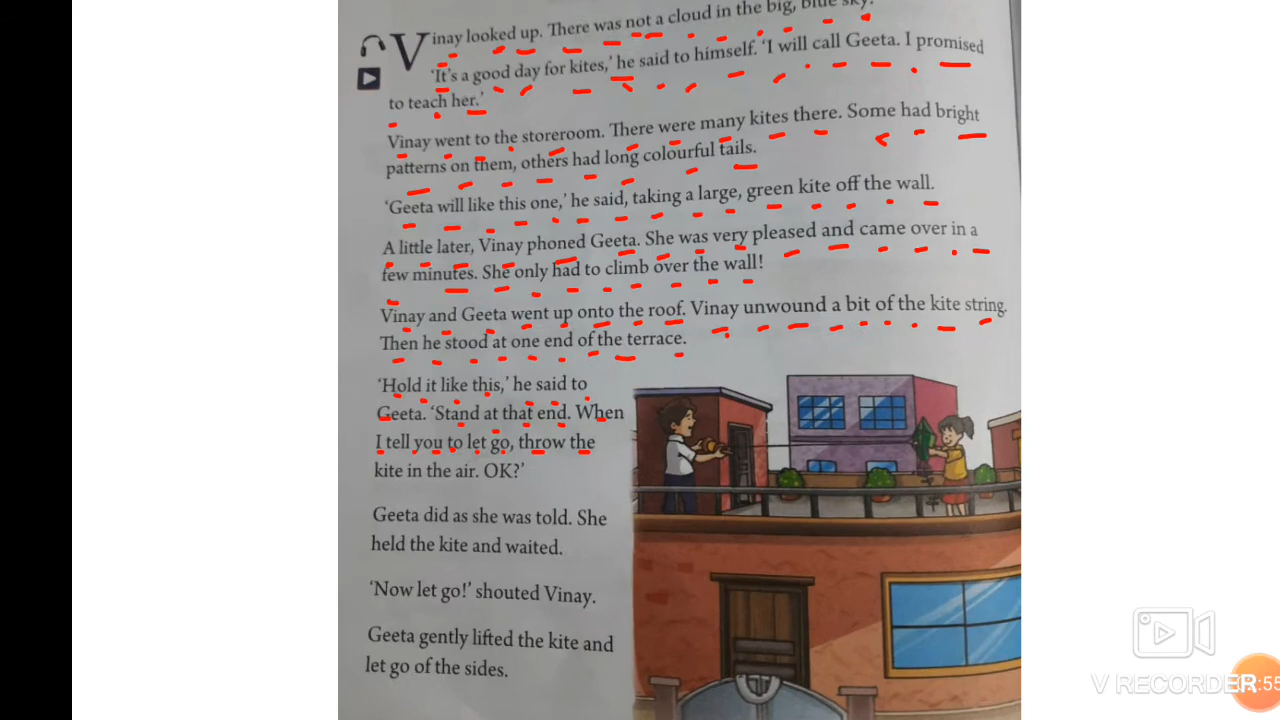 Vinay looked up. There was not a cloud in the big, blue sky.
'It's a good day for kites,' he said to himself. 'I will call Geeta. I promised
to teach her.'
Vinay went to the storeroom. There were many kites there. Some had bright
patterns on them, others had long colourful tails.
'Geeta will like this one,' he said, taking a large, green kite off the wall.
A little later, Vinay phoned Geeta. She was very pleased and came over in a
few minutes. She only had to climb over the wall!
Vinay and Geeta went up onto the roof. Vinay unwound a bit of the kite string.
Then he stood at one end of the terrace.
'Hold it like this,' he said to
Geeta. 'Stand at that end. When
I tell you to let go, throw the
kite in the air. OK?'
Geeta did as she was told. She
held the kite and waited.
'Now let go!' shouted Vinay.
Geeta gently lifted the kite and
let go of the sides.
V RECORDER